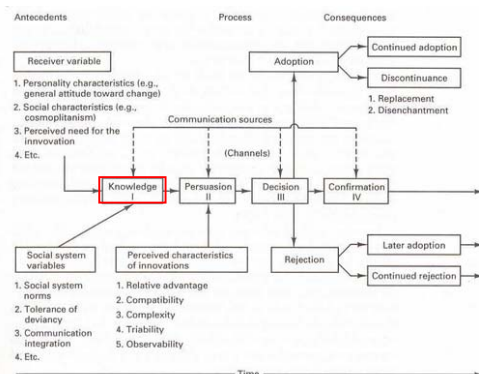 Antecedents
Process
Consequences
Receiver variable
1. Personality characteristics (e.g.,
general attitude toward change)
2. Social characteristics (e.g.,
cosmoplitanism)
3. Perceived need for the
innvovation
4. Etc.
Adoption
Continued adoption
Discontinuance
1. Replacement
2. Disenchantment
Communication sources
(Channels)
Knowledge
I
Persuasion
II
Decision
III
Confirmation
IV
Social system
variables
1. Social system
norms
2. Tolerance of
deviancy
3. Communication
integration
4. Etc.
Perceived characteristics
of innovations
1. Relative advantage
2. Compatibility
3. Complexity
4. Triability
5. Observability
Rejection
Later adoption
Continued rejection
Time